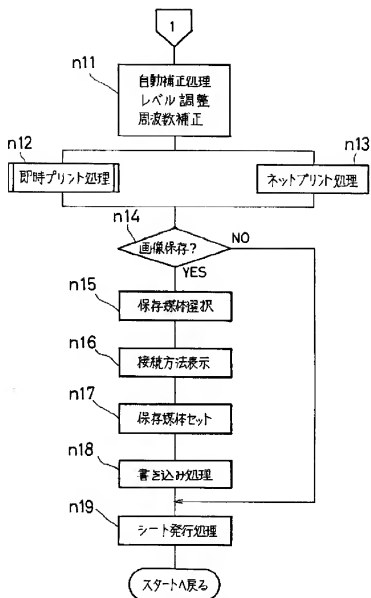 1
n11
自動補正処理
レベル調整
周波数補正
n12
即時プリント処理
n13
ネットプリント処理
n14
画像保存?
NO
YES
n15
保存媒体選択
n16
接続方法表示
n17
保存媒体セット
n18
書き込み処理
n19
シート発行処理
スタートへ戻る